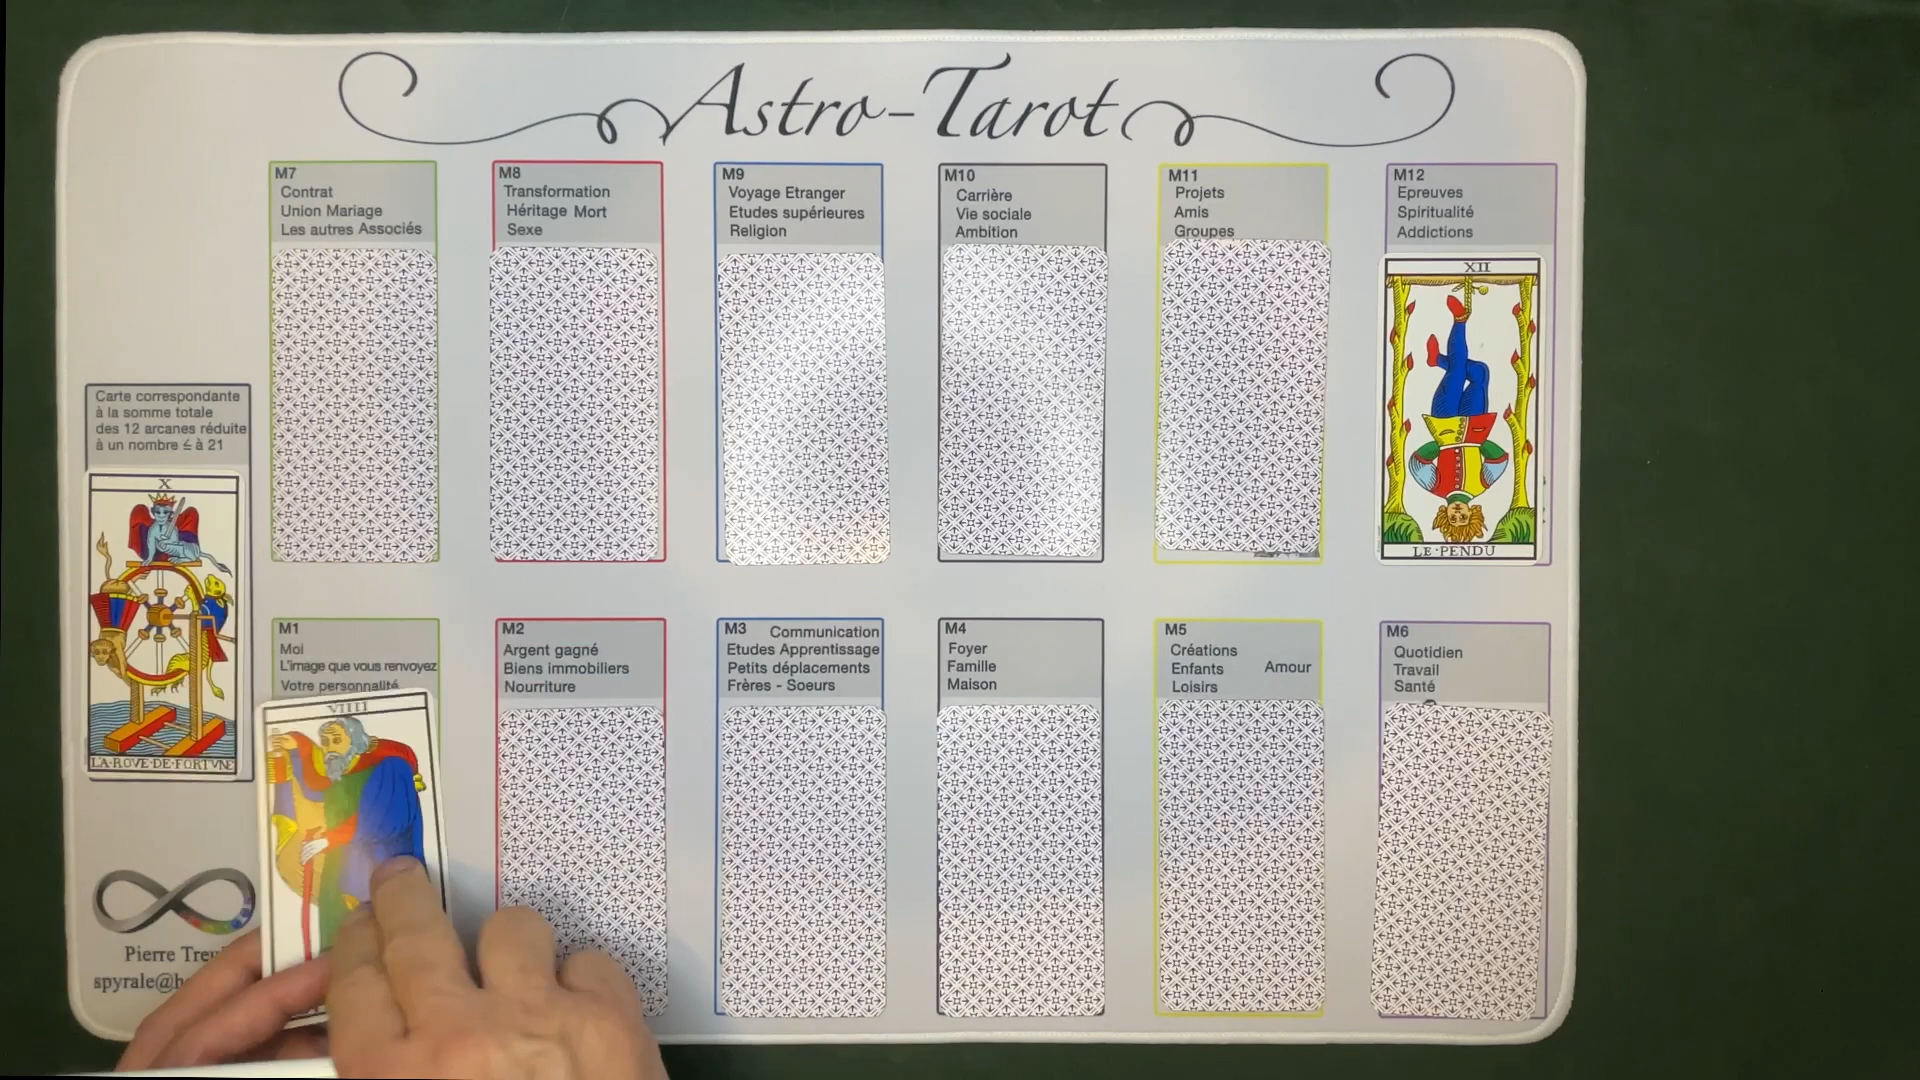 Astro-Tarot
M7
Contrat
Union Mariage
Les autres Associés
M8
Transformation
Héritage Mort
Sexe
M9
Voyage Etranger
Etudes supérieures
Religion
M10
Carrière
Vie sociale
Ambition
M11
Projets
Amis
Groupes
M12
Epreuves
Spiritualité
Addictions
XII
LE·PENDU
Carte correspondante
à la somme totale
des 12 arcanes réduite
à un nombre ≤ à 21
X
LA·ROVE·DE·FORTVNE
M1
Moi
L'image que vous renvoyez
Votre personnalité
VIIII
M2
Argent gagné
Biens immobiliers
Nourriture
M3 Communication
Etudes Apprentissage
Petits déplacements
Frères - Soeurs
M4
Foyer
Famille
Maison
M5
Créations
Enfants Amour
Loisirs
M6
Quotidien
Travail
Santé
Pierre
spyrale@